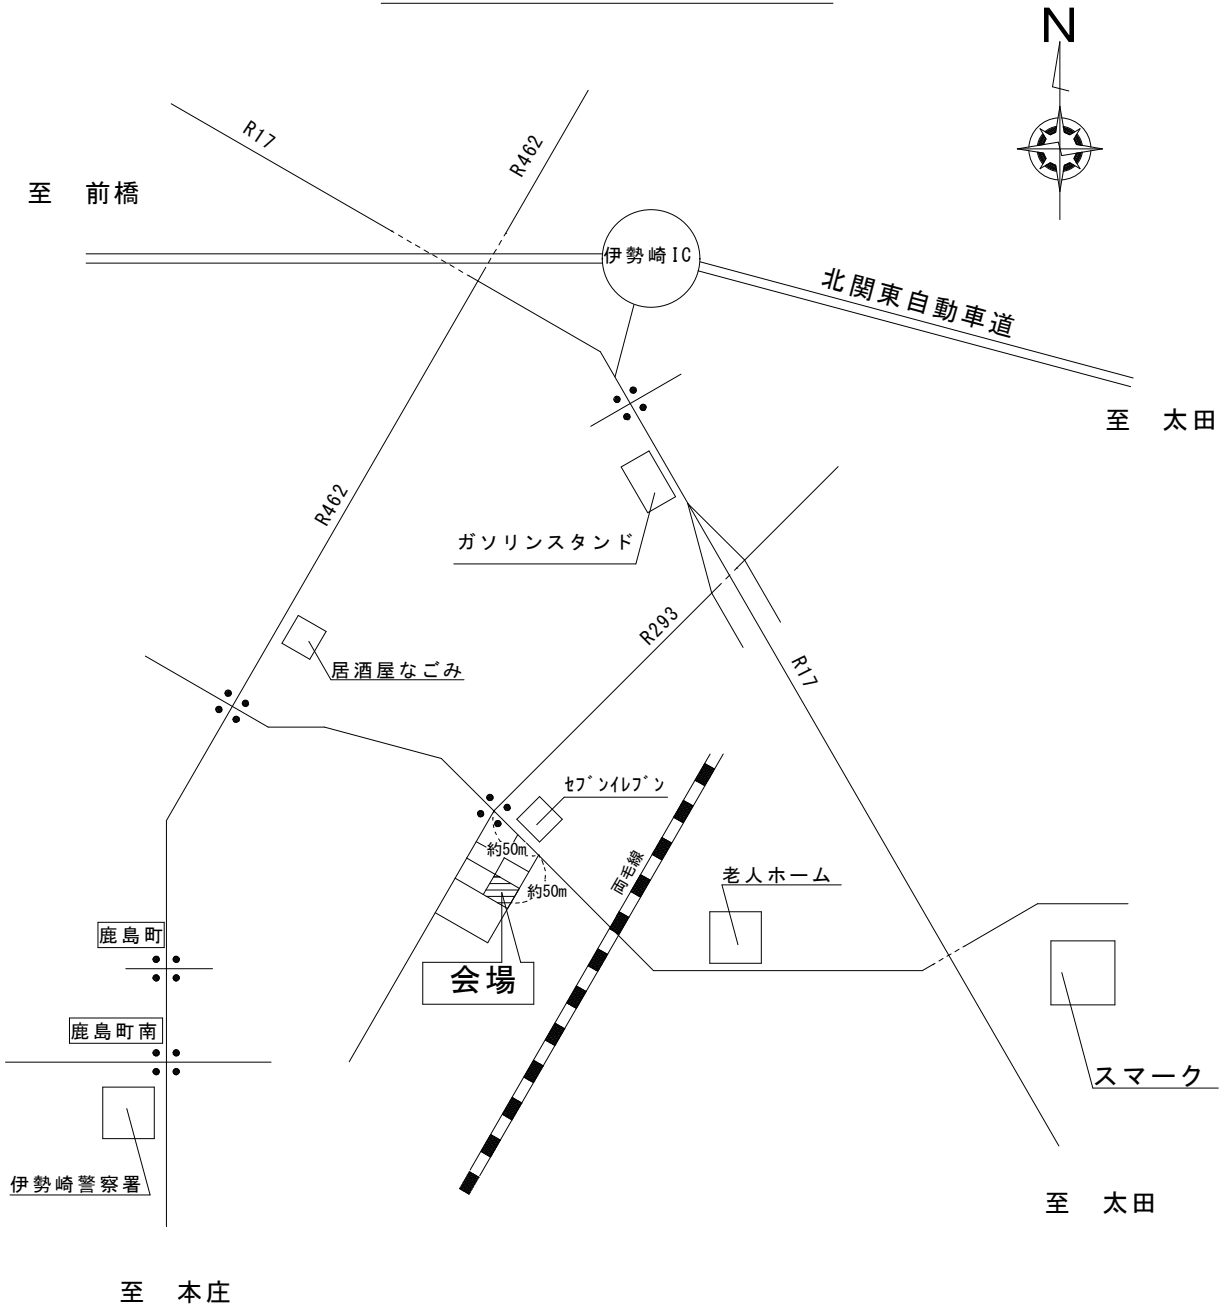 N
R17
R462
至 前橋
伊勢崎IC
北関東自動車道
至 太田
R462
ガソリンスタンド
R293
居酒屋なごみ
R17
ｾﾌﾞﾝｲﾚﾌﾞﾝ
約50m
両毛線
老人ホーム
約50m
鹿島町
会場
鹿島町南
スマーク
伊勢崎警察署
至 太田
至 本庄